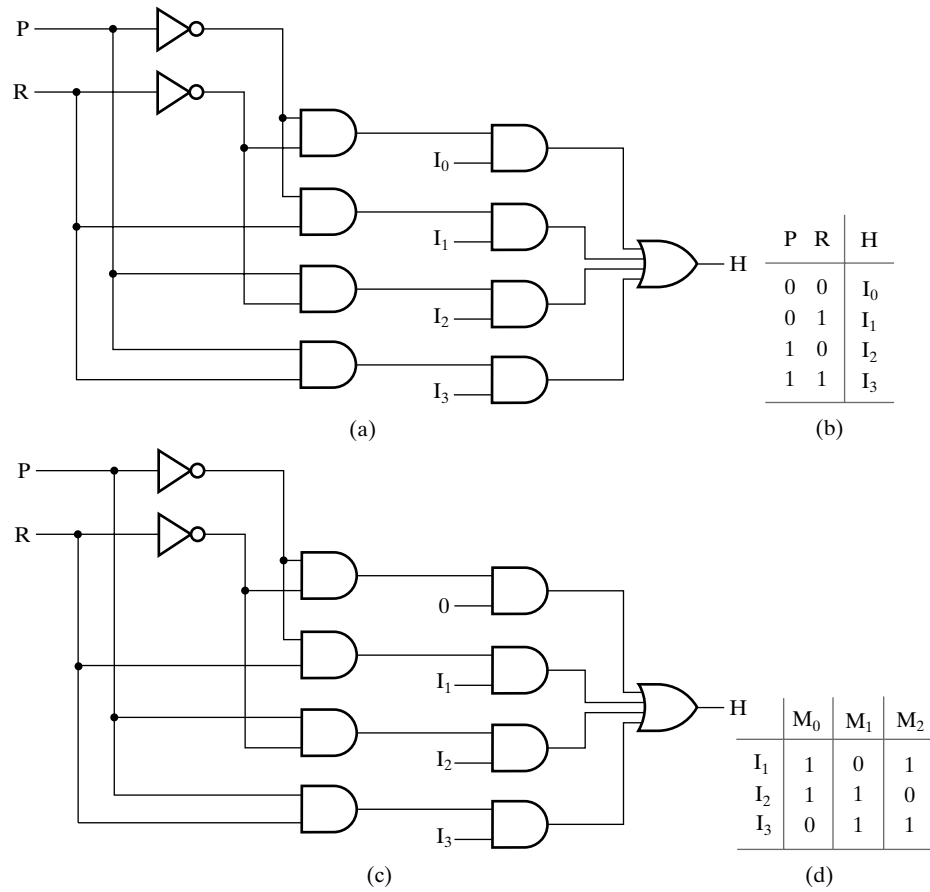 P
R
I₀
I₁
I₂
I₃
H
(a)
P R H
0 0 I₀
0 1 I₁
1 0 I₂
1 1 I₃
(b)
P
R
0
I₁
I₂
I₃
H
(c)
M₀ M₁ M₂
I₁ 1 0 1
I₂ 1 1 0
I₃ 0 1 1
(d)